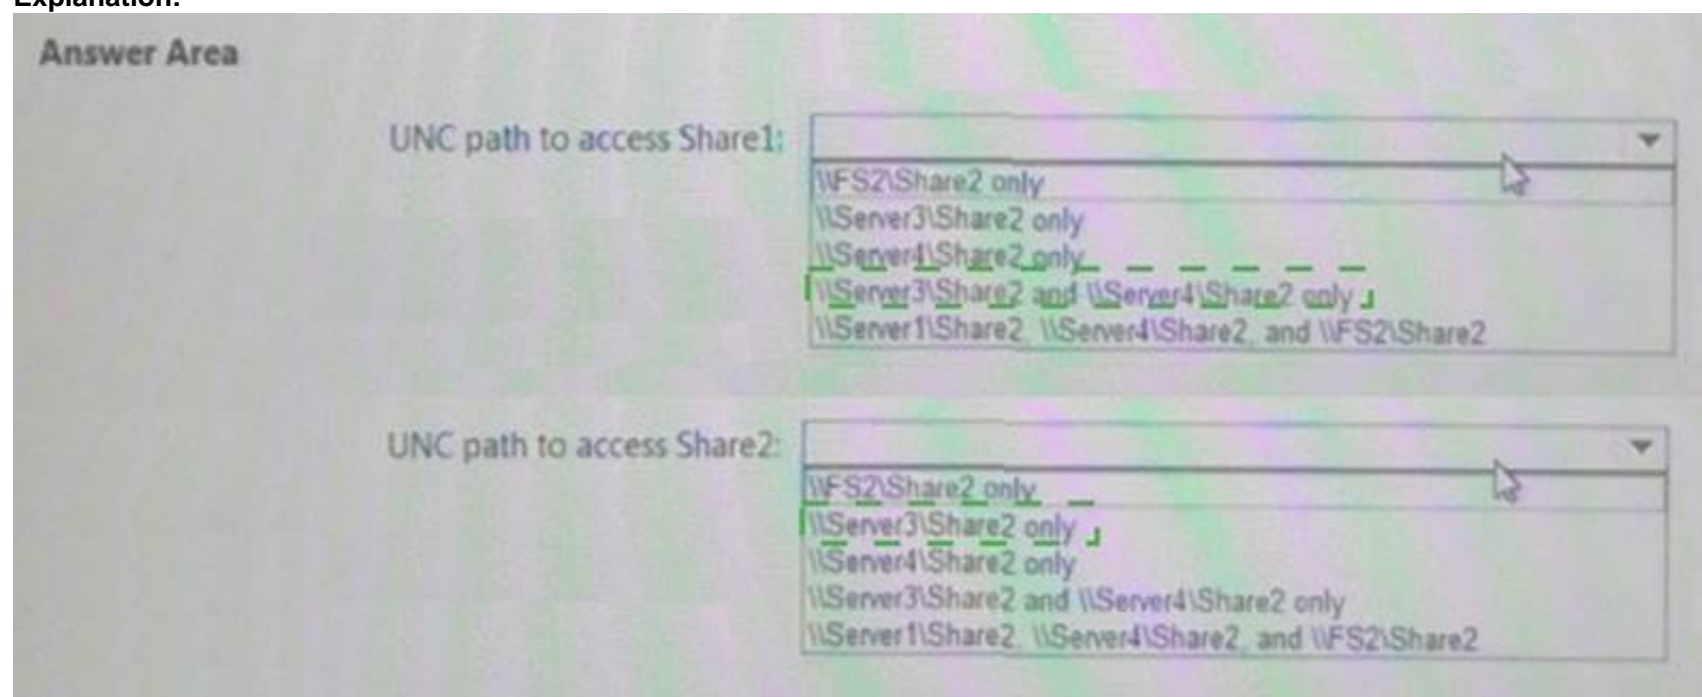 Explanation:
Answer Area
UNC path to access Share1:
\\FS2\Share2 only
\\Server3\Share2 only
\\Server4\Share2 only
\\Server3\Share2 and \\Server4\Share2 only
\\Server1\Share2, \\Server4\Share2, and \\FS2\Share2
UNC path to access Share2:
\\FS2\Share2 only
\\Server3\Share2 only
\\Server4\Share2 only
\\Server3\Share2 and \\Server4\Share2 only
\\Server1\Share2, \\Server4\Share2, and \\FS2\Share2